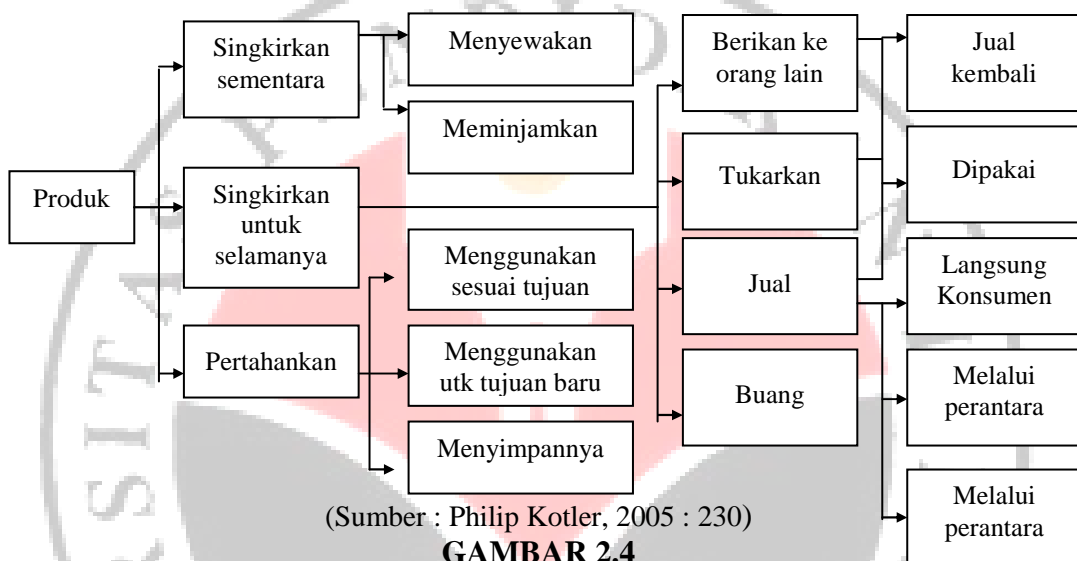 Produk
Singkirkan
sementara
Singkirkan
untuk
selamanya
Pertahankan
Menyewakan
Meminjamkan
Menggunakan
sesuai tujuan
Menggunakan
utk tujuan baru
Menyimpannya
Berikan ke
orang lain
Tukarkan
Jual
Buang
Jual
kembali
Dipakai
Langsung
Konsumen
Melalui
perantara
Melalui
perantara
(Sumber : Philip Kotler, 2005 : 230)
GAMBAR 2.4